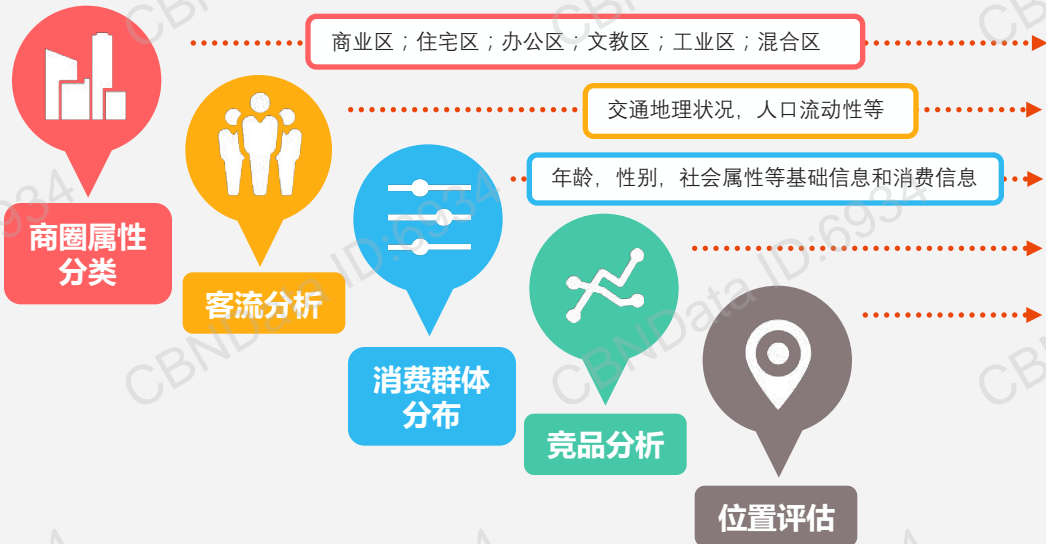 商业区；住宅区；办公区；文教区；工业区；混合区
交通地理状况，人口流动性等
年龄，性别，社会属性等基础信息和消费信息
商圈属性
分类
客流分析
消费群体
分布
竞品分析
位置评估
CBNData ID:6934